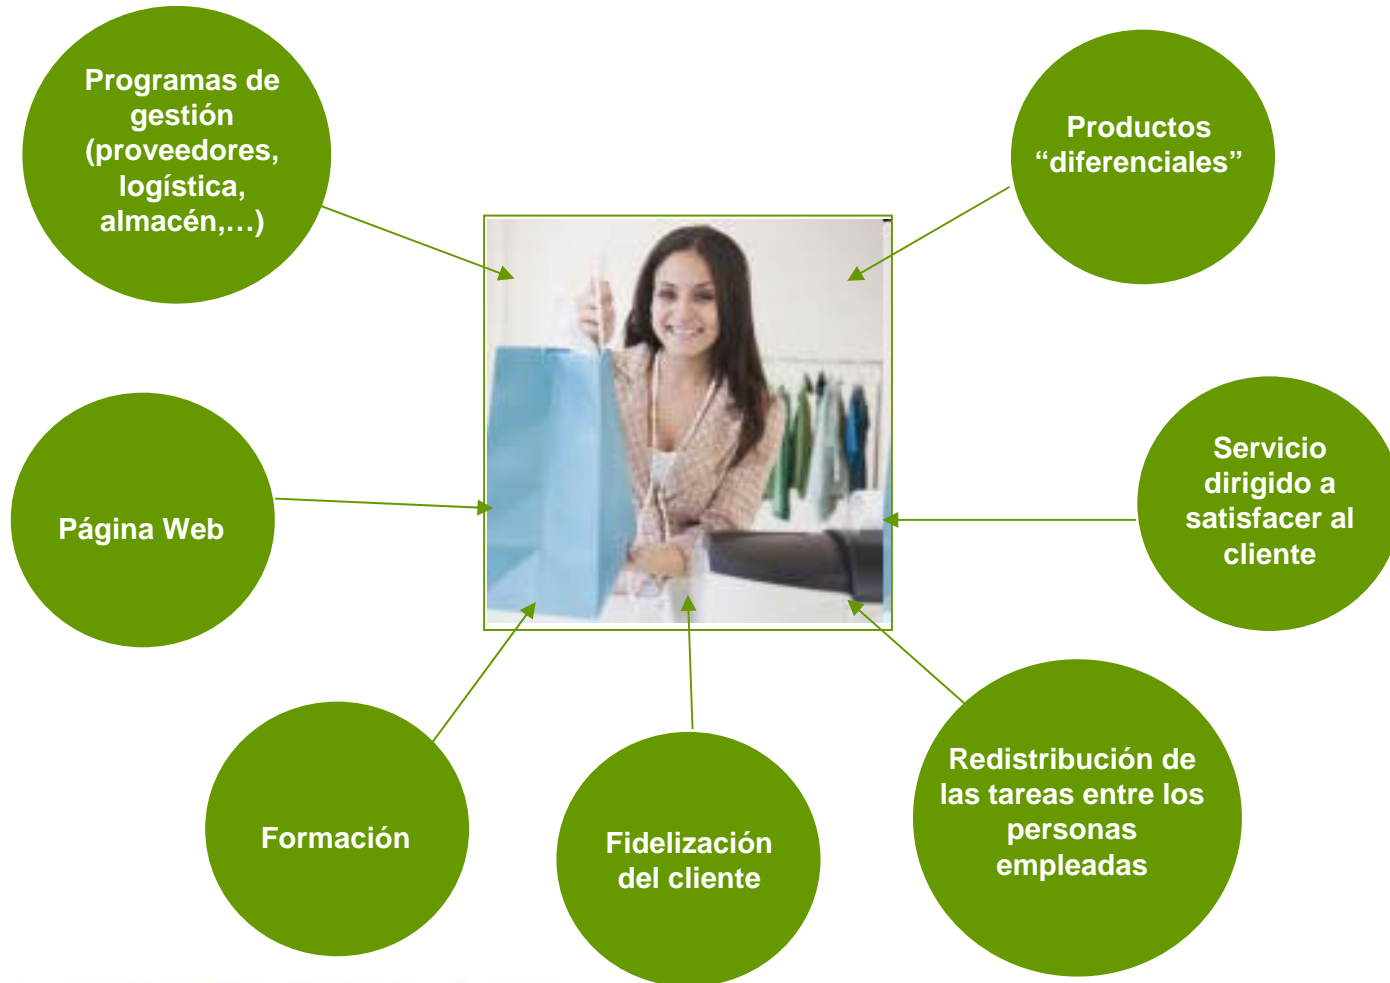 Programas de
gestión
(proveedores,
logística,
almacén,…)
Productos
“diferenciales”
Página Web
Servicio
dirigido a
satisfacer al
cliente
Formación
Fidelización
del cliente
Redistribución de
las tareas entre los
personas
empleadas